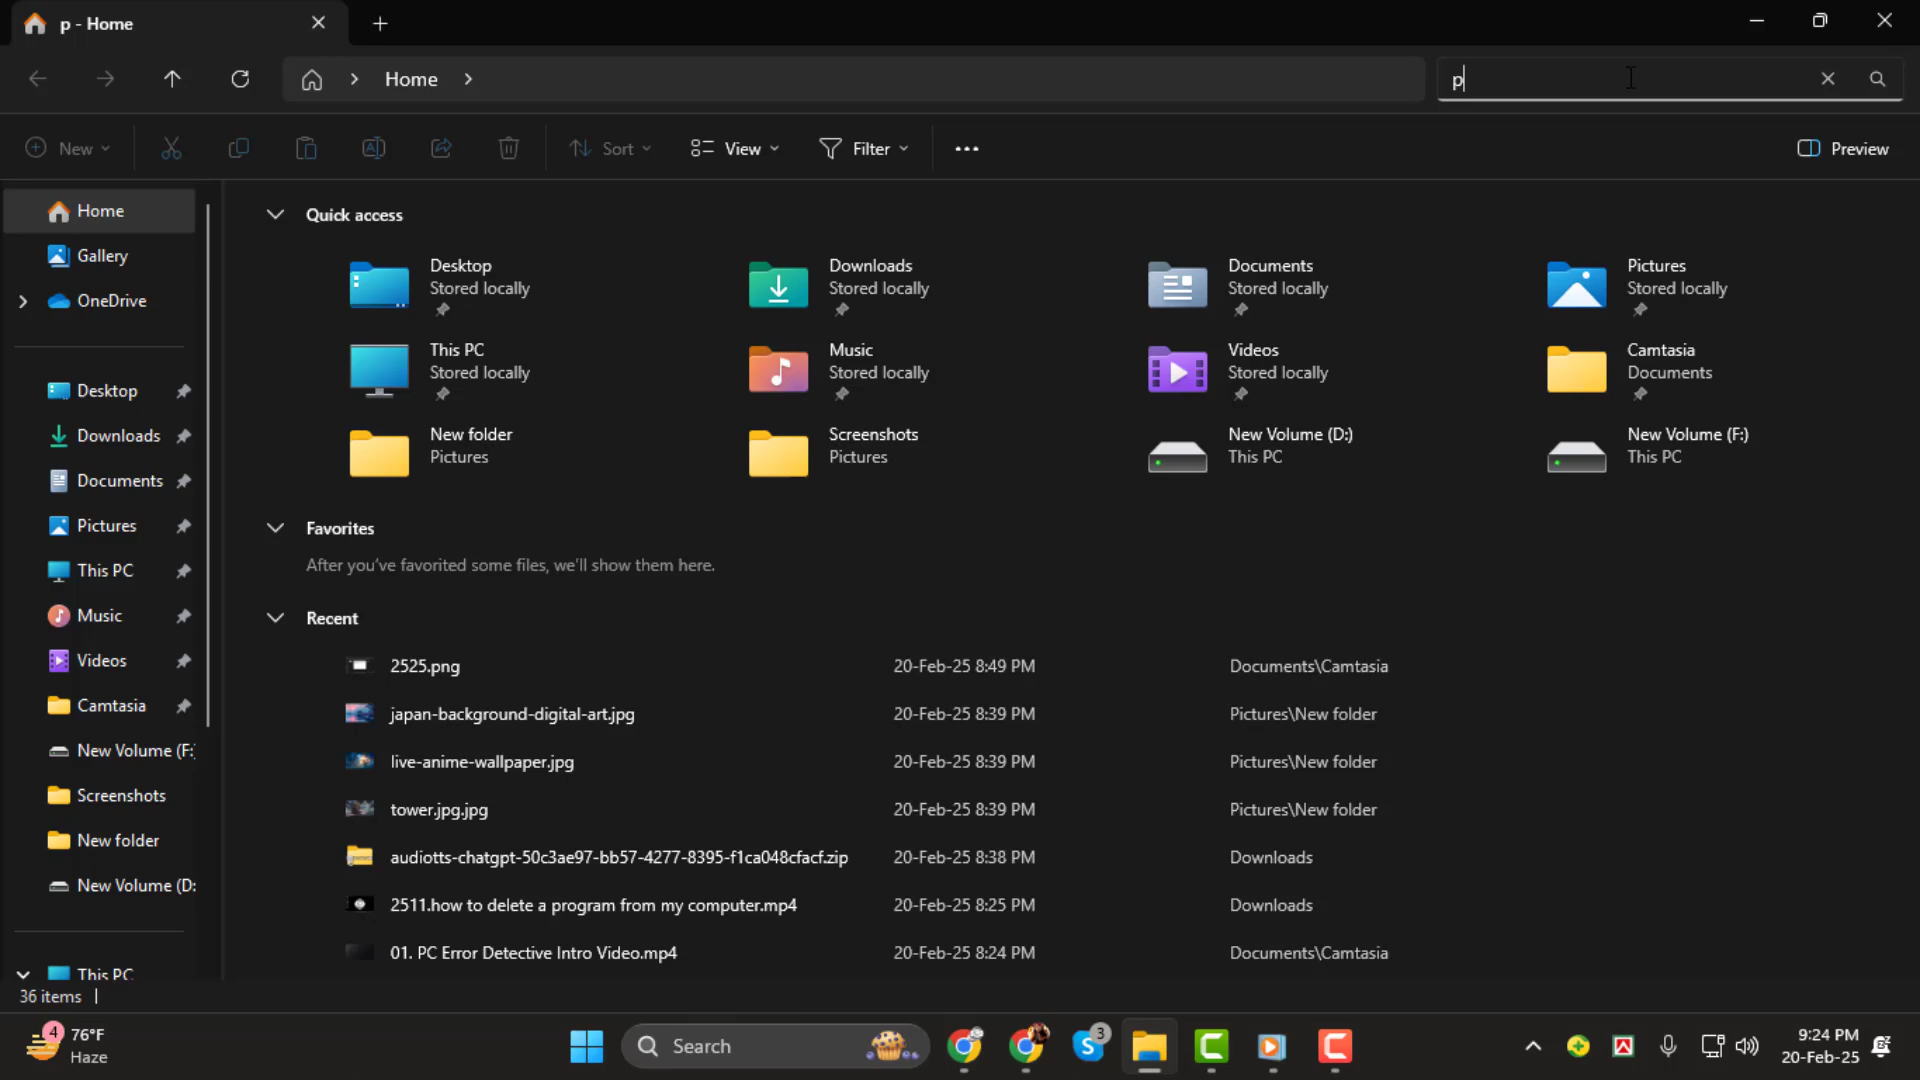 p - Home
Home
p
New
Sort
View
Filter
Preview
Home
Gallery
OneDrive
Desktop
Downloads
Documents
Pictures
This PC
Music
Videos
Camtasia
New Volume (F:
Screenshots
New folder
New Volume (D:
This PC
Quick access
Desktop
Stored locally
Downloads
Stored locally
Documents
Stored locally
Pictures
Stored locally
This PC
Stored locally
Music
Stored locally
Videos
Stored locally
Camtasia
Documents
New folder
Pictures
Screenshots
Pictures
New Volume (D:)
This PC
New Volume (F:)
This PC
Favorites
After you've favorited some files, we'll show them here.
Recent
2525.png 20-Feb-25 8:49 PM Documents\Camtasia
japan-background-digital-art.jpg 20-Feb-25 8:39 PM Pictures\New folder
live-anime-wallpaper.jpg 20-Feb-25 8:39 PM Pictures\New folder
tower.jpg.jpg 20-Feb-25 8:39 PM Pictures\New folder
audiotts-chatgpt-50c3ae97-bb57-4277-8395-f1ca048cfacf.zip 20-Feb-25 8:38 PM Downloads
2511.how to delete a program from my computer.mp4 20-Feb-25 8:25 PM Downloads
01. PC Error Detective Intro Video.mp4 20-Feb-25 8:24 PM Documents\Camtasia
36 items
4
76°F
Haze
Search
S
3
9:24 PM
20-Feb-25